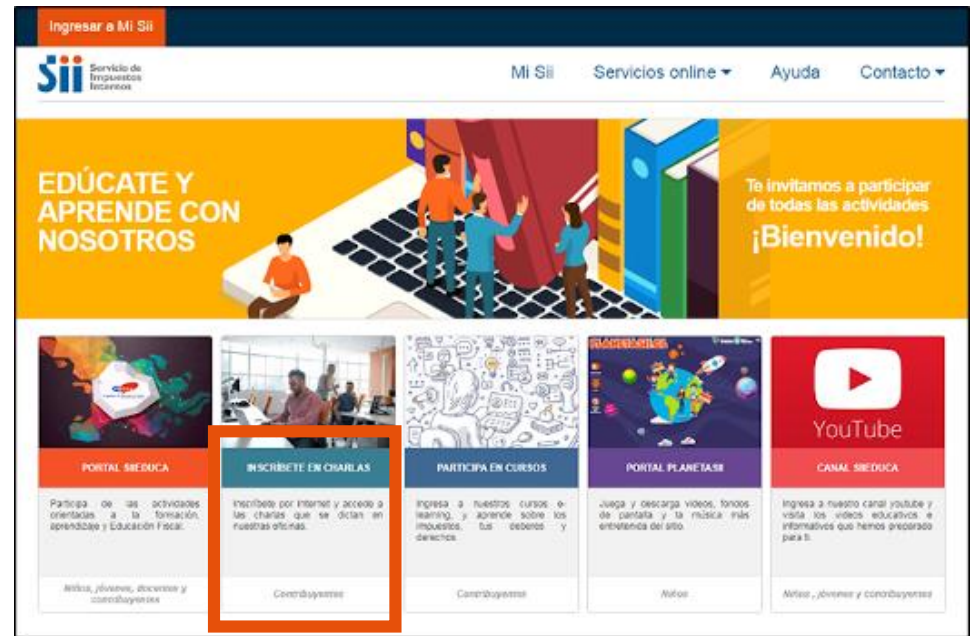 Ingresar a Mi Sii
Sii
Servicio de
Impuestos
Internos
Mi Sii
Servicios online
Ayuda
Contacto
EDÚCATE Y
APRENDE CON
NOSOTROS
Te invitamos a participar
de todas las actividades
¡Bienvenido!
PLANETASII.CL
YouTube
PORTAL SIIEDUCA
INSCRÍBETE EN CHARLAS
PARTICIPA EN CURSOS
PORTAL PLANETASII
CANAL SIIEDUCA
Participa de las actividades
orientadas a la formación,
aprendizaje y Educación Fiscal.
Inscríbete por Internet y accede a
las charlas que se dictan en
nuestras oficinas.
Ingresa a nuestros cursos e-
learning, y aprende sobre los
impuestos, tus deberes y
derechos.
Juega y descarga videos, fondos
de pantalla y la música más
entretenida del sitio.
Ingresa a nuestro canal youtube y
visita los videos educativos e
informativos que hemos preparado
para ti.
Niños, jóvenes, docentes y
contribuyentes
Contribuyentes
Contribuyentes
Niños
Niños, jóvenes y contribuyentes